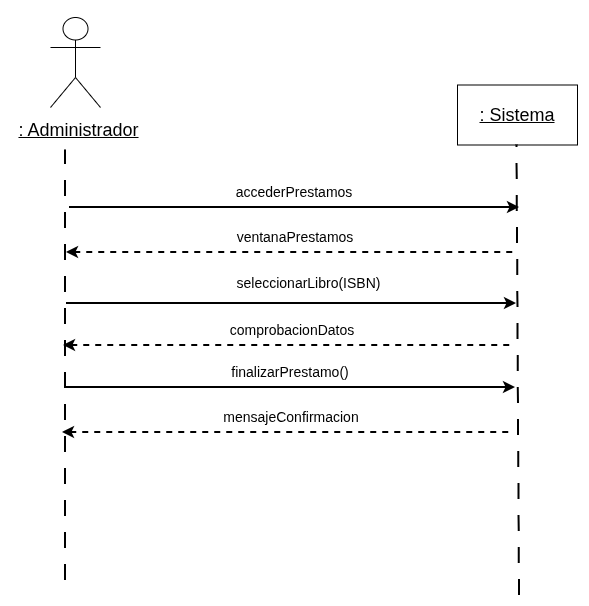 : Administrador
: Sistema
accederPrestamos
ventanaPrestamos
seleccionarLibro(ISBN)
comprobacionDatos
finalizarPrestamo()
mensajeConfirmacion